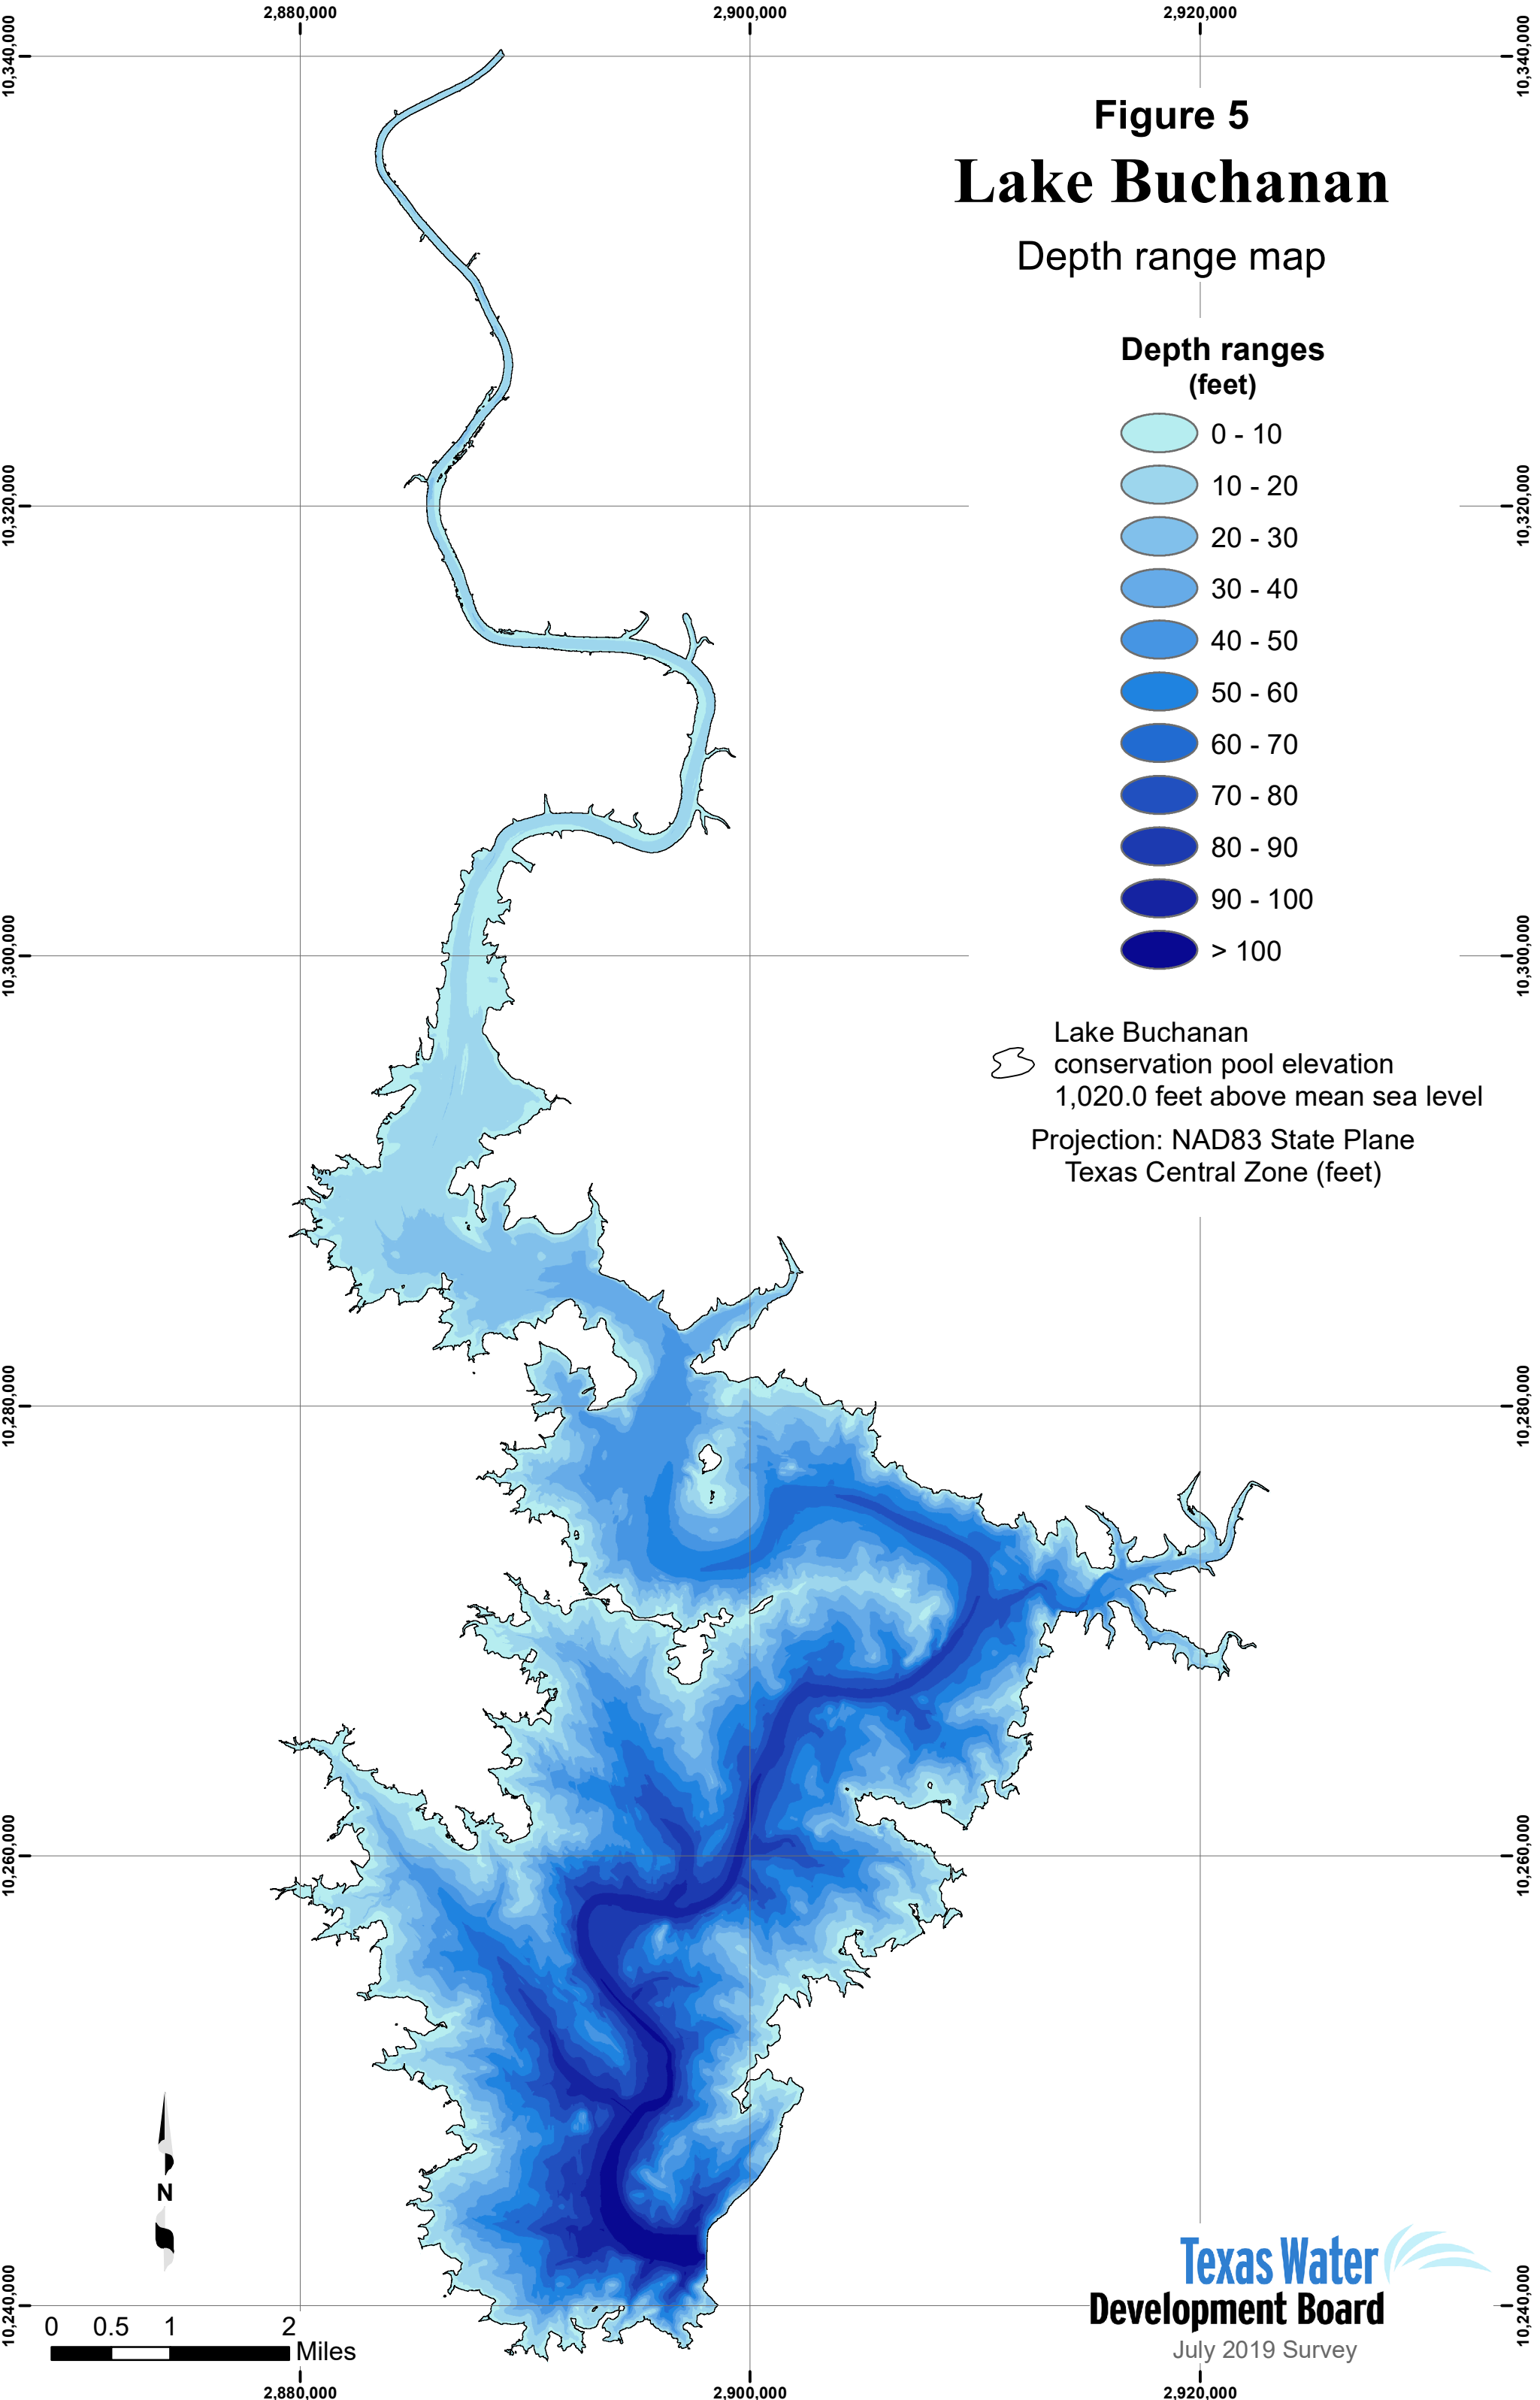 2,880,000
2,900,000
2,920,000
10,340,000
10,340,000
Figure 5
Lake Buchanan
Depth range map
Depth ranges
(feet)
0 - 10
10 - 20
20 - 30
30 - 40
40 - 50
50 - 60
60 - 70
70 - 80
80 - 90
90 - 100
> 100
10,320,000
10,320,000
10,300,000
10,300,000
Lake Buchanan
conservation pool elevation
1,020.0 feet above mean sea level
Projection: NAD83 State Plane
Texas Central Zone (feet)
10,280,000
10,280,000
10,260,000
10,260,000
N
Texas Water
Development Board
July 2019 Survey
10,240,000
10,240,000
0 0.5 1 2
Miles
2,880,000
2,900,000
2,920,000